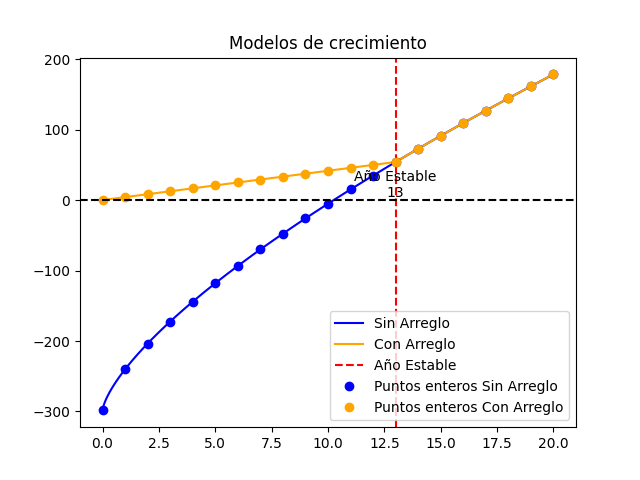 Modelos de crecimiento
200
100
0
−100
−200
−300
Año Estable
13
Sin Arreglo
Con Arreglo
Año Estable
Puntos enteros Sin Arreglo
Puntos enteros Con Arreglo
0.0 2.5 5.0 7.5 10.0 12.5 15.0 17.5 20.0